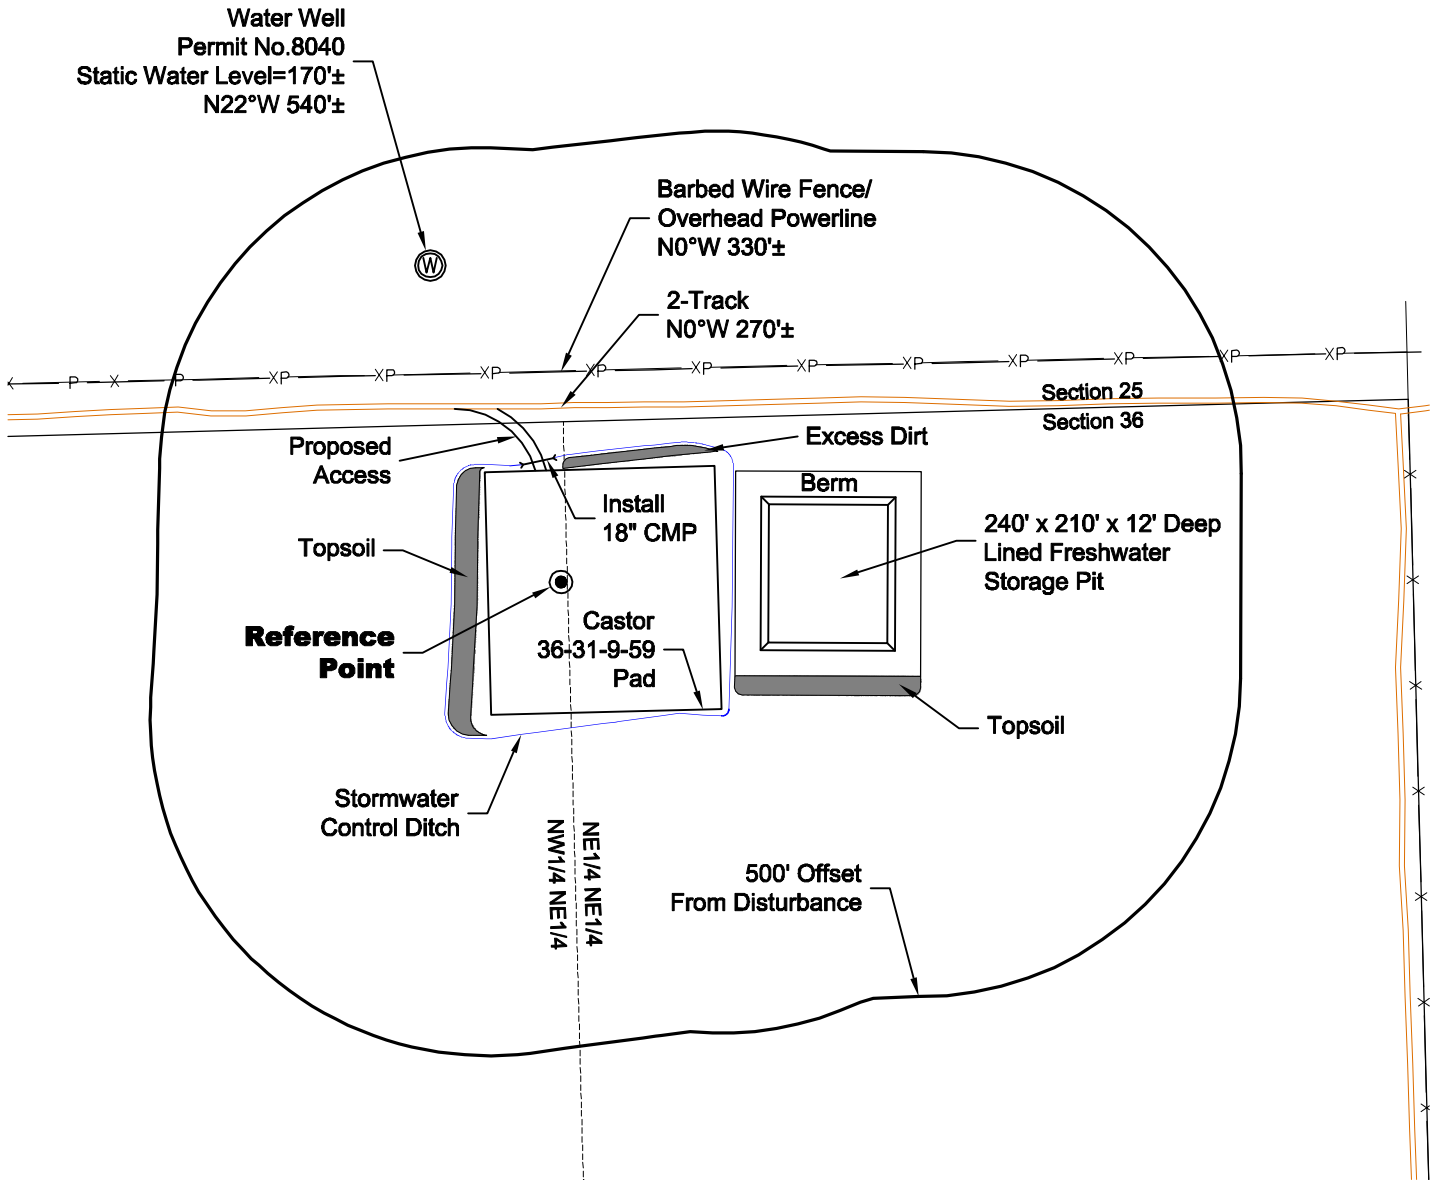 Water Well
Permit No.8040
Static Water Level=170'±
N22°W 540'±
W
Barbed Wire Fence/
Overhead Powerline
N0°W 330'±
2-Track
N0°W 270'±
X P X P XP XP XP XP XP XP XP XP XP XP XP
Section 25
Section 36
Proposed
Access
Excess Dirt
Berm
Install
18" CMP
240' x 210' x 12' Deep
Lined Freshwater
Storage Pit
Topsoil
Reference
Point
Castor
36-31-9-59
Pad
Topsoil
Stormwater
Control Ditch
NW1/4 NE1/4
NE1/4 NE1/4
500' Offset
From Disturbance